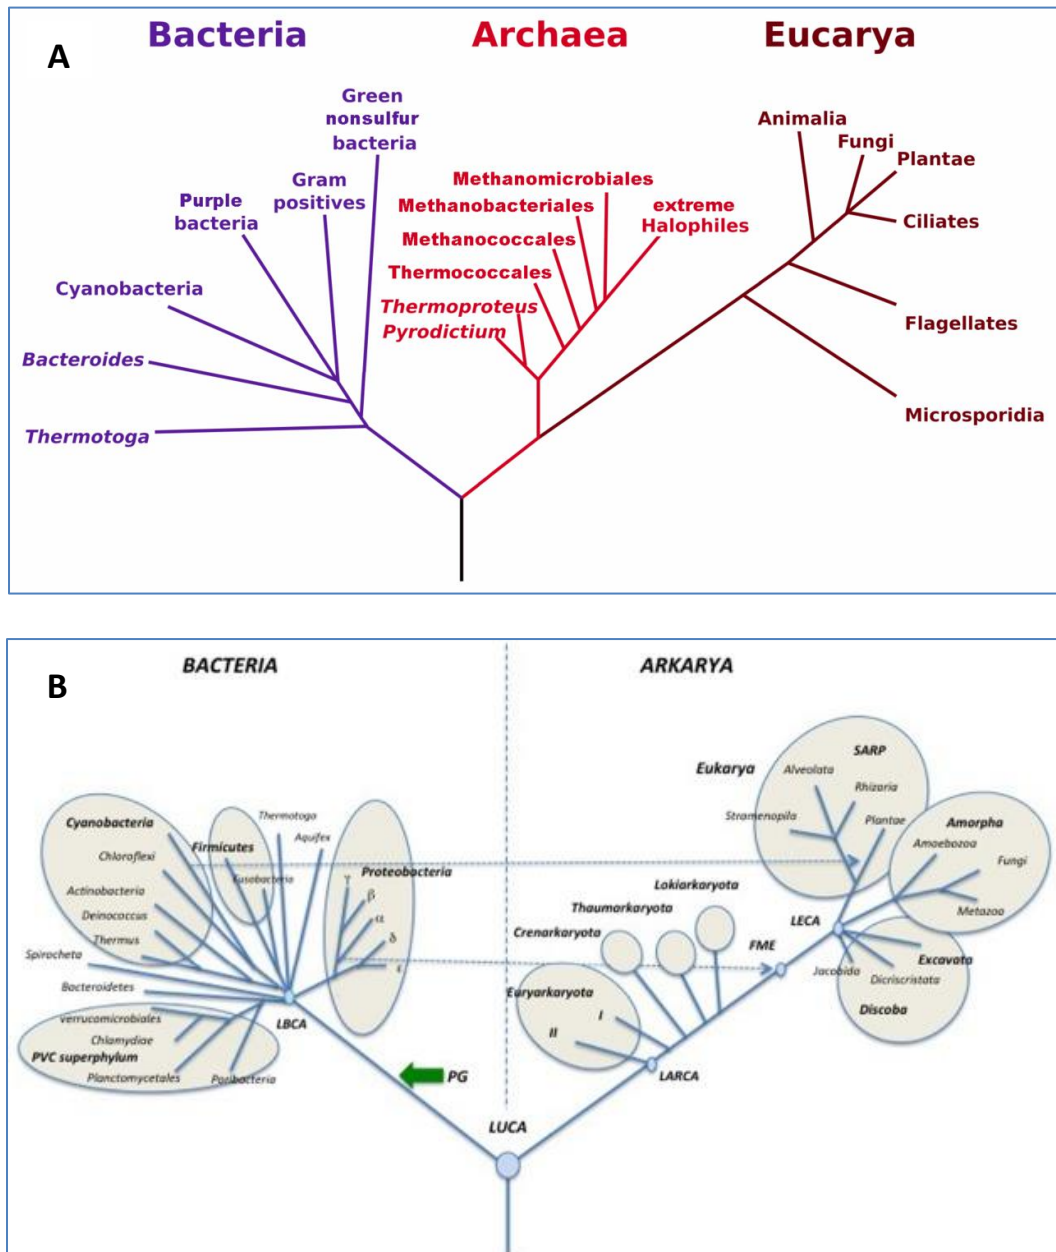 Bacteria
Archaea
Eucarya
A
Green
nonsulfur
bacteria
Gram
positives
Purple
bacteria
Cyanobacteria
Bacteroides
Thermotoga
Methanomicrobiales
Methanobacteriales
extreme
Halophiles
Methanococcales
Thermococcales
Thermoproteus
Pyrodictium
Animalia
Fungi
Plantae
Ciliates
Flagellates
Microsporidia
BACTERIA
ARKARYA
B
Cyanobacteria
Chloroflexi
Actinobacteria
Deinococcus
Thermus
Spirocheta
Bacteroidetes
verrucomicrobiales
Chlamydiae
PVC superphylum
Planctomycetales
Poribacteria
Firmicutes
Fusobacteria
Thermotoga
Aquifex
Proteobacteria
γ
β
α
δ
ε
LBCA
PG
LUCA
Eukarya
SARP
Alveolata
Rhizaria
Stramenopila
Plantae
Amorpha
Amoebozoa
Fungi
Metazoa
Lokiarkaryota
Thaumarkaryota
Crenarkaryota
FME
LECA
Euryarkaryota
I
II
LARCA
Jacobida
Excavata
Dicriscristata
Discoba